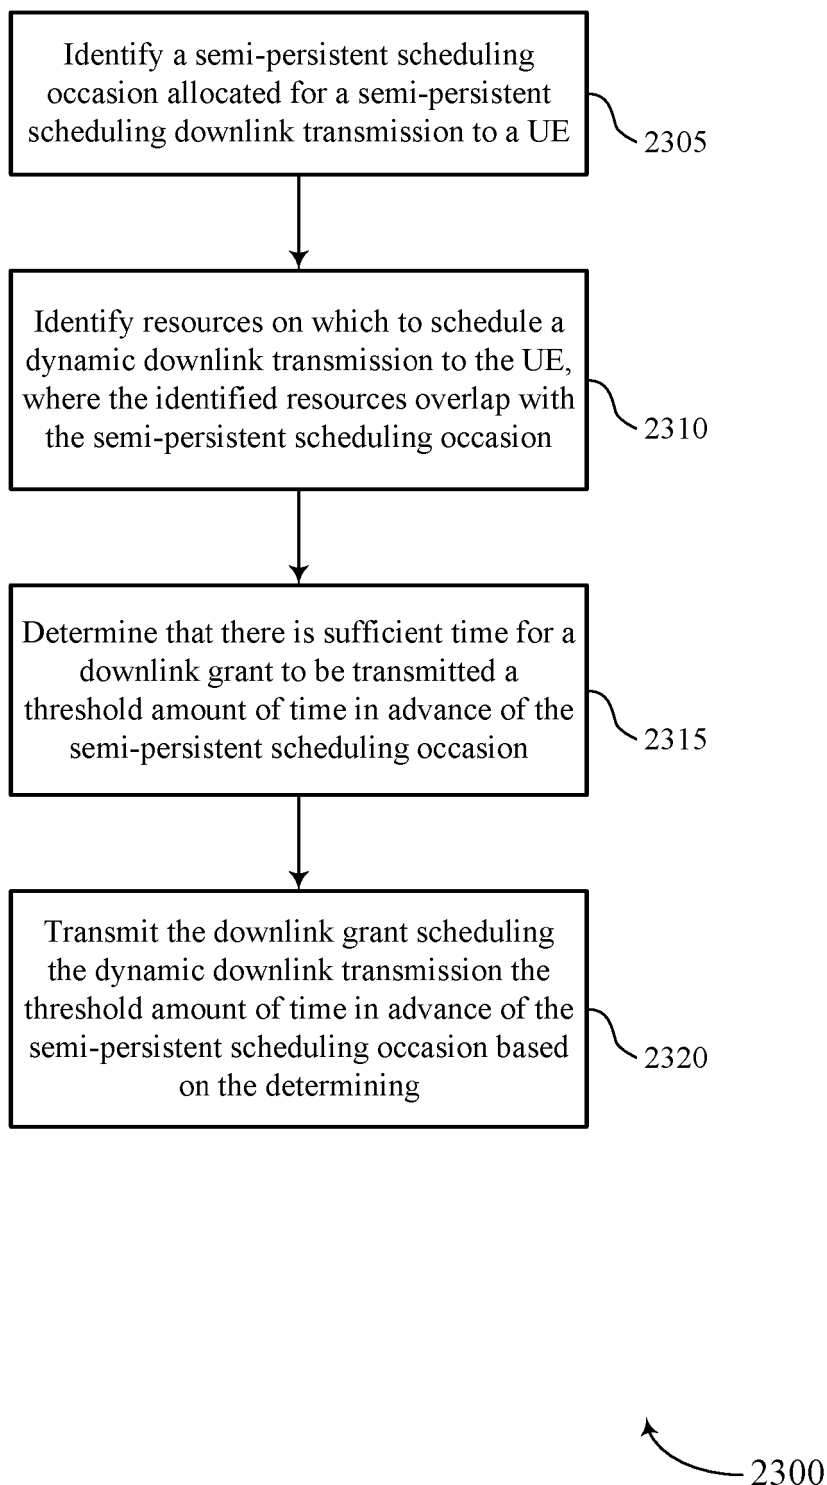 Identify a semi-persistent scheduling
occasion allocated for a semi-persistent
scheduling downlink transmission to a UE
2305
Identify resources on which to schedule a
dynamic downlink transmission to the UE,
where the identified resources overlap with
the semi-persistent scheduling occasion
2310
Determine that there is sufficient time for a
downlink grant to be transmitted a
threshold amount of time in advance of the
semi-persistent scheduling occasion
2315
Transmit the downlink grant scheduling
the dynamic downlink transmission the
threshold amount of time in advance of the
semi-persistent scheduling occasion based
on the determining
2320
2300